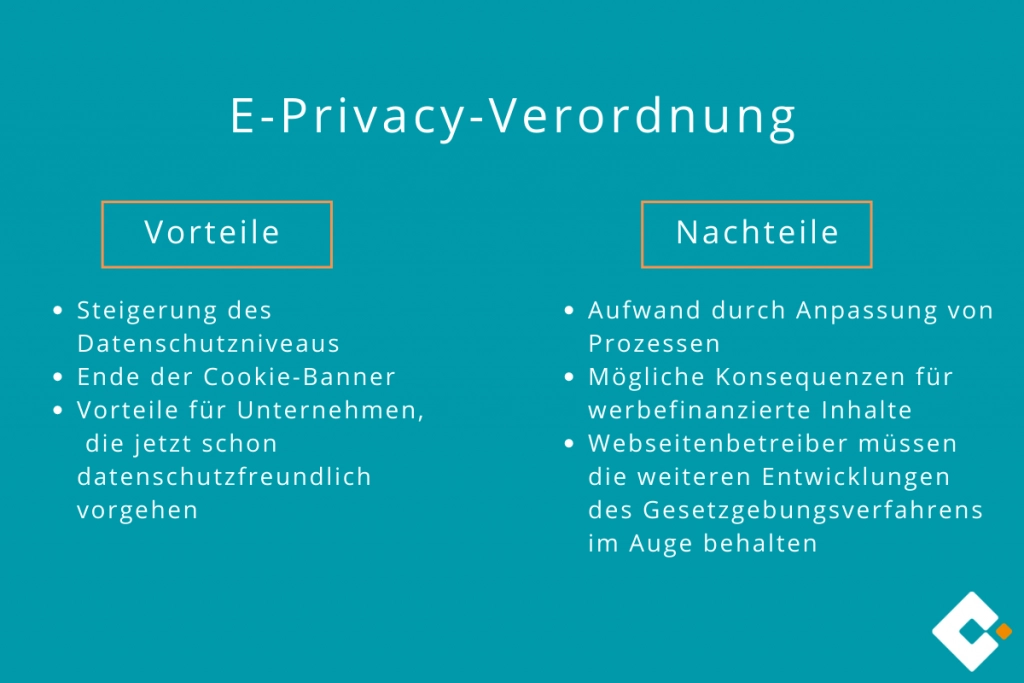 E-Privacy-Verordnung
Vorteile
• Steigerung des
Datenschutzniveaus
• Ende der Cookie-Banner
• Vorteile für Unternehmen,
die jetzt schon
datenschutzfreundlich
vorgehen
Nachteile
• Aufwand durch Anpassung von
Prozessen
• Mögliche Konsequenzen für
werbefinanzierte Inhalte
• Webseitenbetreiber müssen
die weiteren Entwicklungen
des Gesetzgebungsverfahrens
im Auge behalten